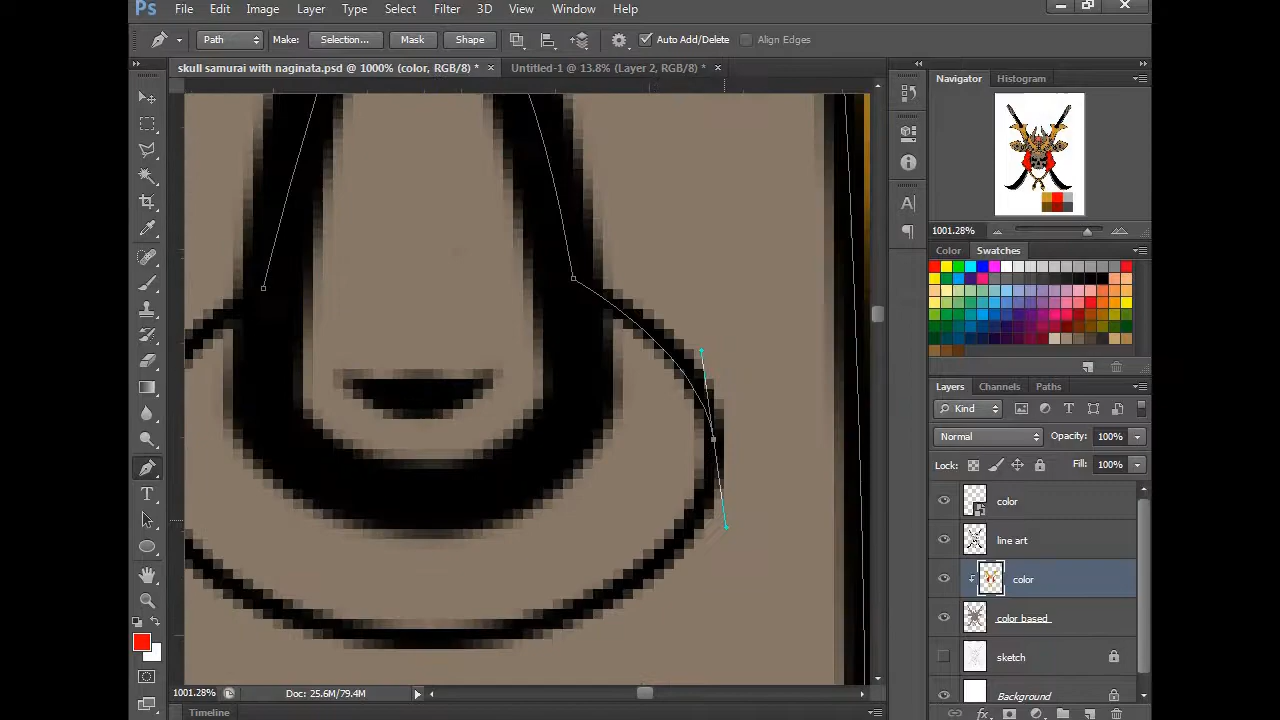 Ps File Edit Image Layer Type Select Filter 3D View Window Help
Path Make: Selection... Mask Shape Auto Add/Delete Align Edges
skull samurai with naginata.psd @ 1000% (color, RGB/8) * × Untitled-1 @ 13.8% (Layer 2, RGB/8) * ×
Navigator Histogram
1001.28%
Color Swatches
Layers Channels Paths
Kind
Normal Opacity: 100%
Lock: Fill: 100%
color
line art
color
color based
sketch
Background
1001.28% Doc: 25.6M/79.4M
Timeline